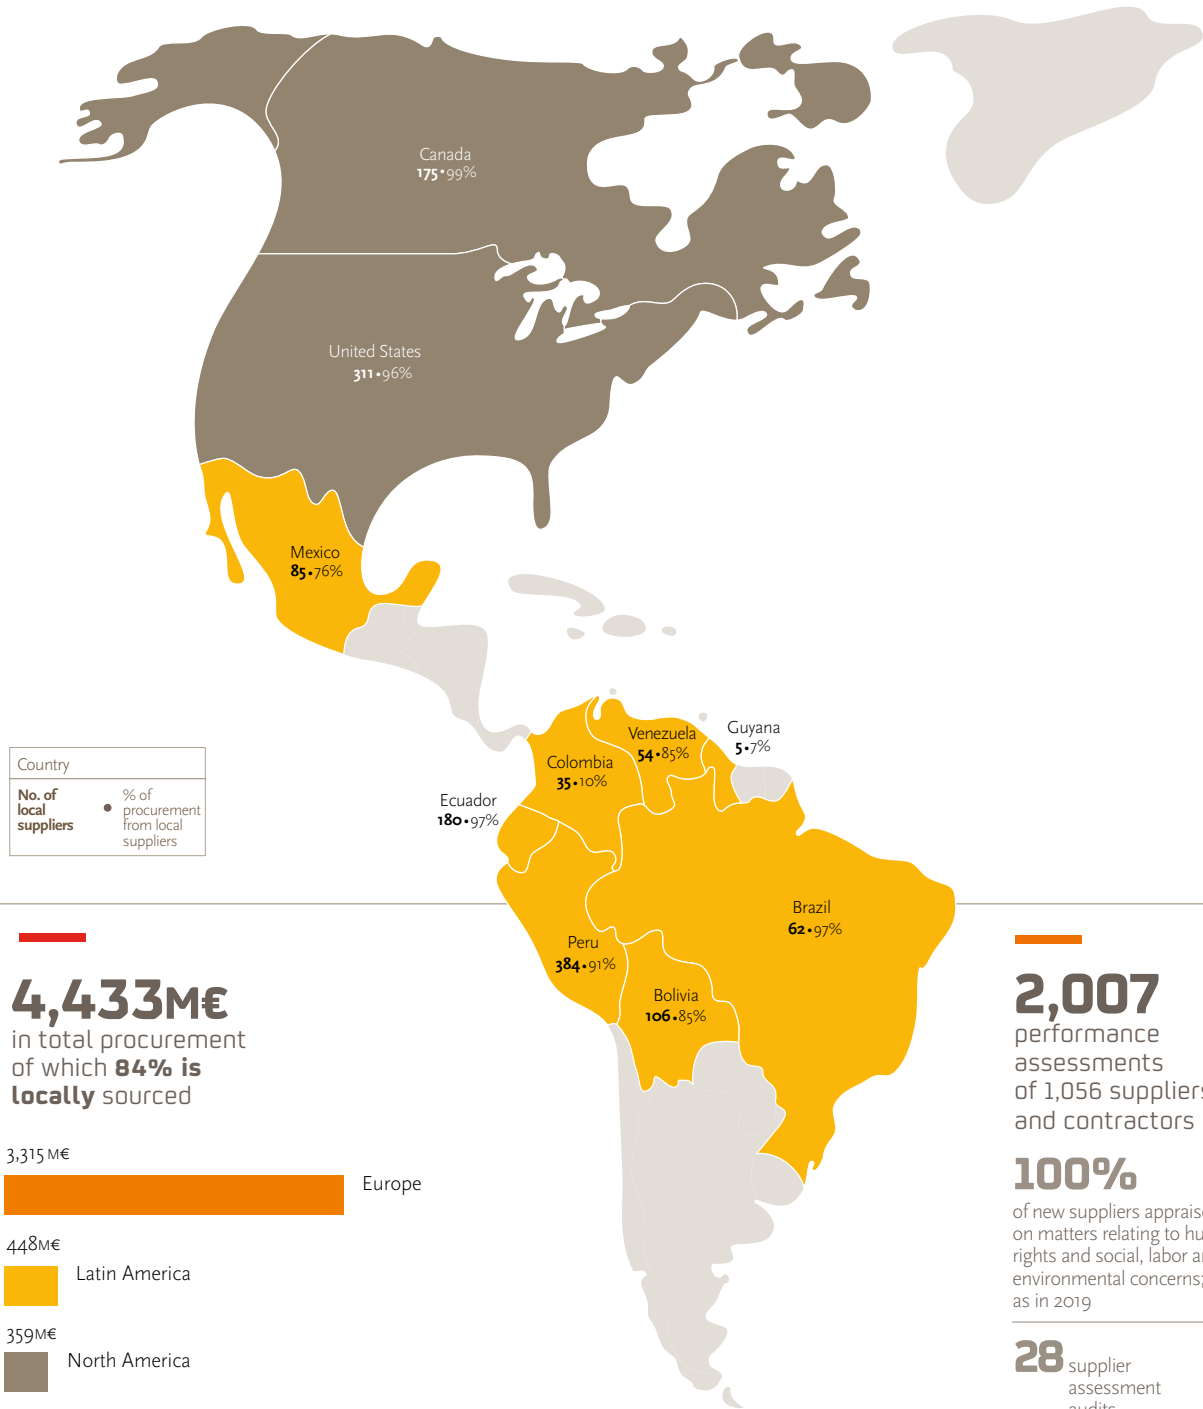 Canada
175•99%
United States
311•96%
Mexico
85•76%
Venezuela
54•85%
Guyana
5•7%
Colombia
35•10%
Ecuador
180•97%
Brazil
62•97%
Peru
384•91%
Bolivia
106•85%
Country
No. of
local
suppliers
•
% of
procurement
from local
suppliers
4,433M€
in total procurement
of which 84% is
locally sourced
3,315 M€
Europe
448M€
Latin America
359M€
North America
2,007
performance
assessments
of 1,056 suppliers
and contractors
100%
of new suppliers
on matters relating to
rights and social, labor
environmental concerns;
as in 2019
28 supplier
assessment
audits